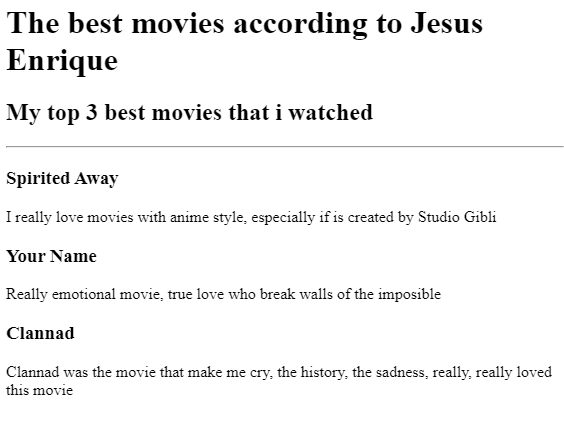 The best movies according to Jesus
Enrique
My top 3 best movies that i watched
Spirited Away
I really love movies with anime style, especially if is created by Studio Gibli
Your Name
Really emotional movie, true love who break walls of the imposible
Clannad
Clannad was the movie that make me cry, the history, the sadness, really, really loved
this movie